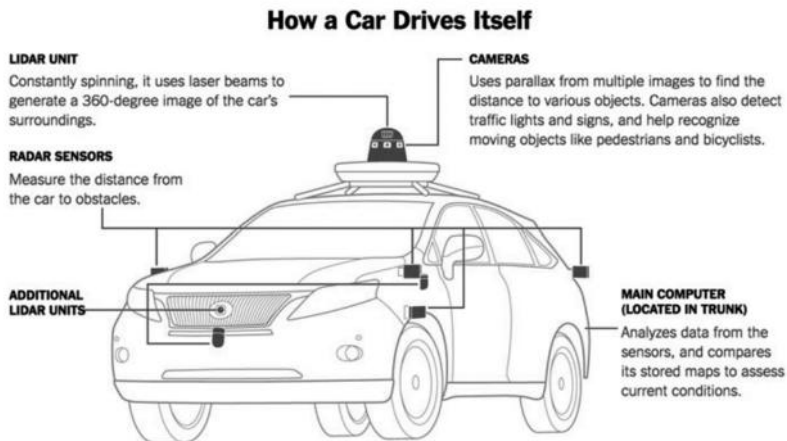 How a Car Drives Itself
LIDAR UNIT
Constantly spinning, it uses laser beams to
generate a 360-degree image of the car's
surroundings.
CAMERAS
Uses parallax from multiple images to find the
distance to various objects. Cameras also detect
traffic lights and signs, and help recognize
moving objects like pedestrians and bicyclists.
RADAR SENSORS
Measure the distance from
the car to obstacles.
ADDITIONAL
LIDAR UNITS
MAIN COMPUTER
(LOCATED IN TRUNK)
Analyzes data from the
sensors, and compares
its stored maps to assess
current conditions.